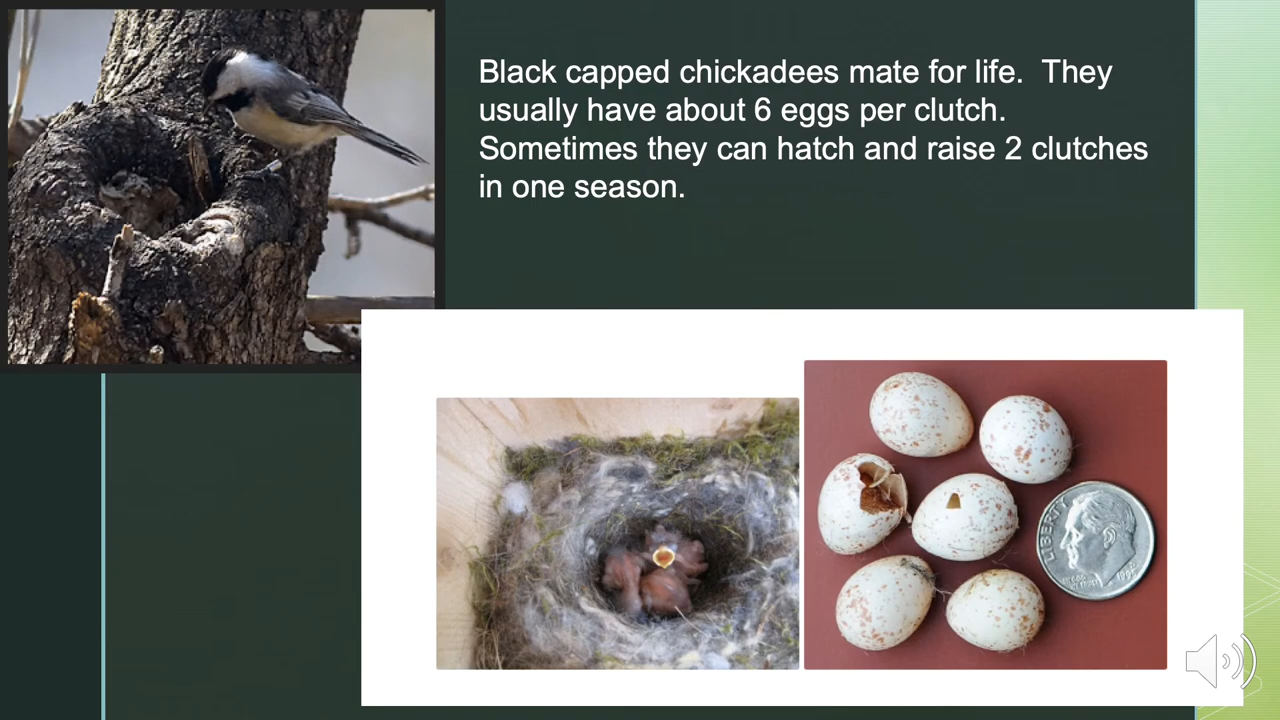 Black capped chickadees mate for life.  They
usually have about 6 eggs per clutch.
Sometimes they can hatch and raise 2 clutches
in one season.
LIBERTY